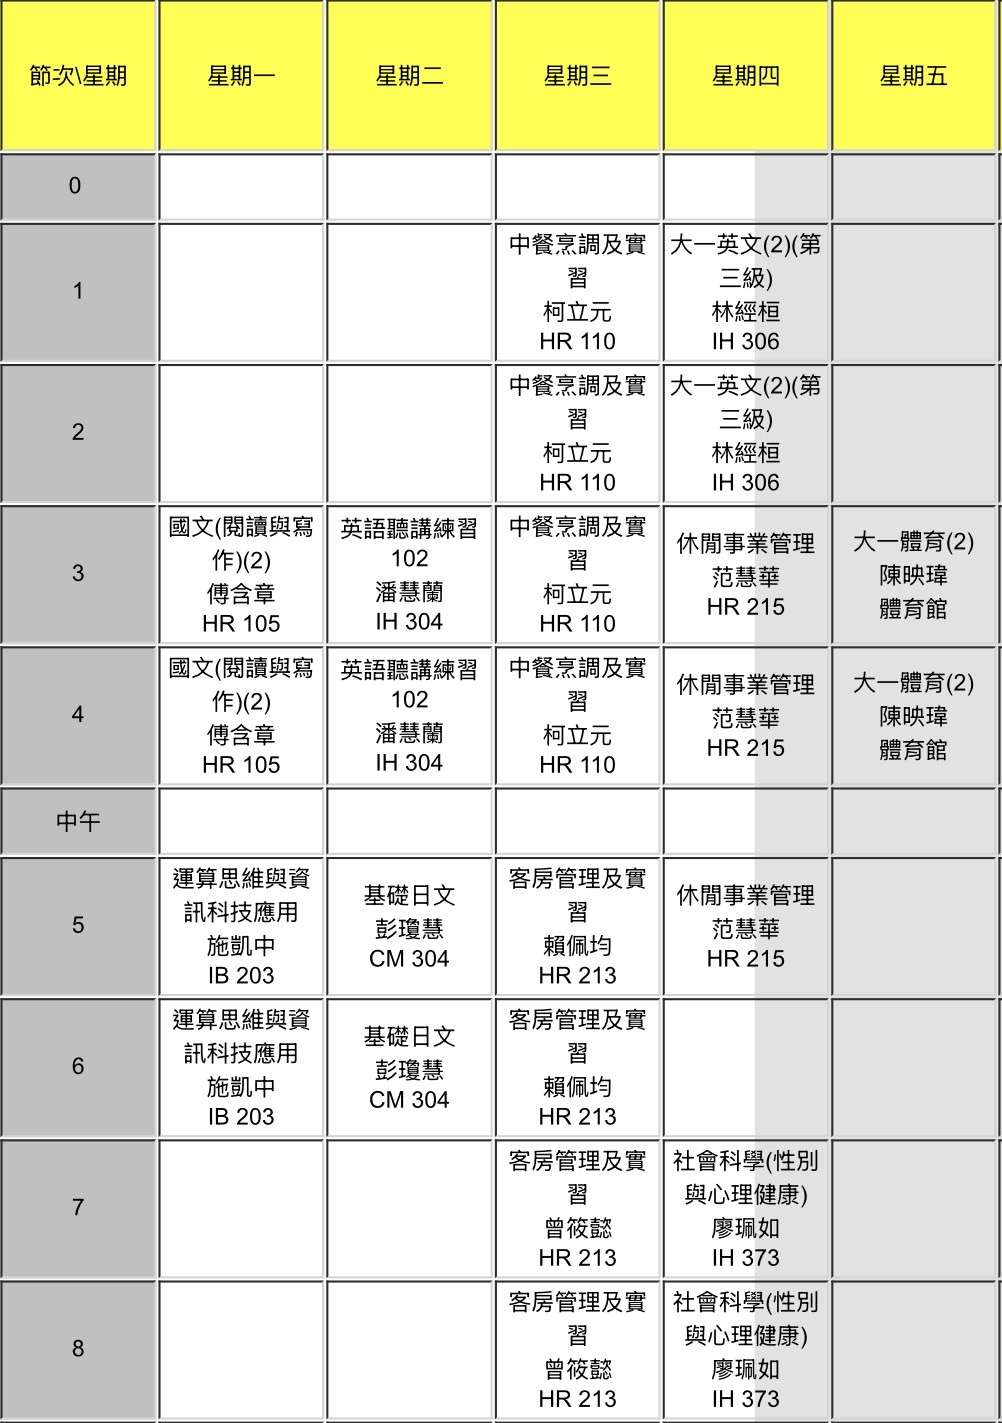 節次\星期 星期一 星期二 星期三 星期四 星期五
0
1
中餐烹調及實
習
柯立元
HR 110
大一英文(2)(第
三級)
林經桓
IH 306
2
中餐烹調及實
習
柯立元
HR 110
大一英文(2)(第
三級)
林經桓
IH 306
3
國文(閱讀與寫
作)(2)
傅含章
HR 105
英語聽講練習
102
潘慧蘭
IH 304
中餐烹調及實
習
柯立元
HR 110
休閒事業管理
范慧華
HR 215
大一體育(2)
陳映瑋
體育館
4
國文(閱讀與寫
作)(2)
傅含章
HR 105
英語聽講練習
102
潘慧蘭
IH 304
中餐烹調及實
習
柯立元
HR 110
休閒事業管理
范慧華
HR 215
大一體育(2)
陳映瑋
體育館
中午
5
運算思維與資
訊科技應用
施凱中
IB 203
基礎日文
彭瓊慧
CM 304
客房管理及實
習
賴佩均
HR 213
休閒事業管理
范慧華
HR 215
6
運算思維與資
訊科技應用
施凱中
IB 203
基礎日文
彭瓊慧
CM 304
客房管理及實
習
賴佩均
HR 213
7
客房管理及實
習
曾筱懿
HR 213
社會科學(性別
與心理健康)
廖珮如
IH 373
8
客房管理及實
習
曾筱懿
HR 213
社會科學(性別
與心理健康)
廖珮如
IH 373